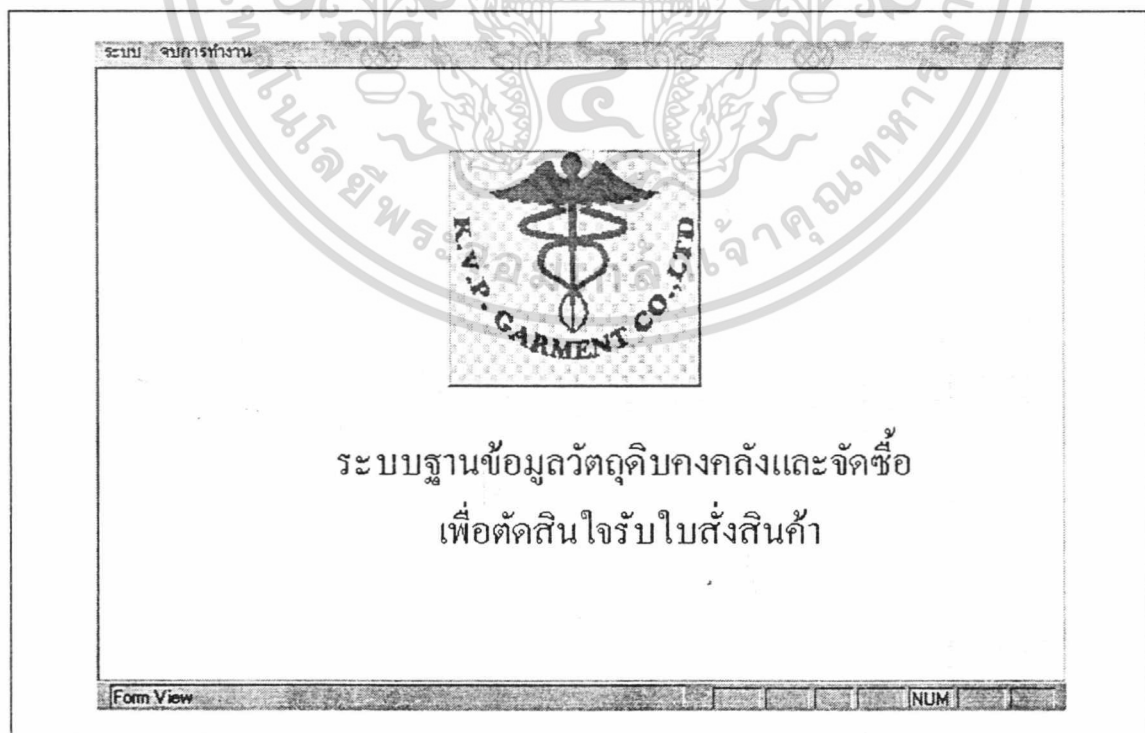 ระบบ จบการทำงาน
K.V.P. GARMENT CO.,LTD
ระบบฐานข้อมูลวัตถุดิบคงคลังและจัดซื้อ
เพื่อตัดสินใจรับใบสั่งสินค้า
Form View NUM